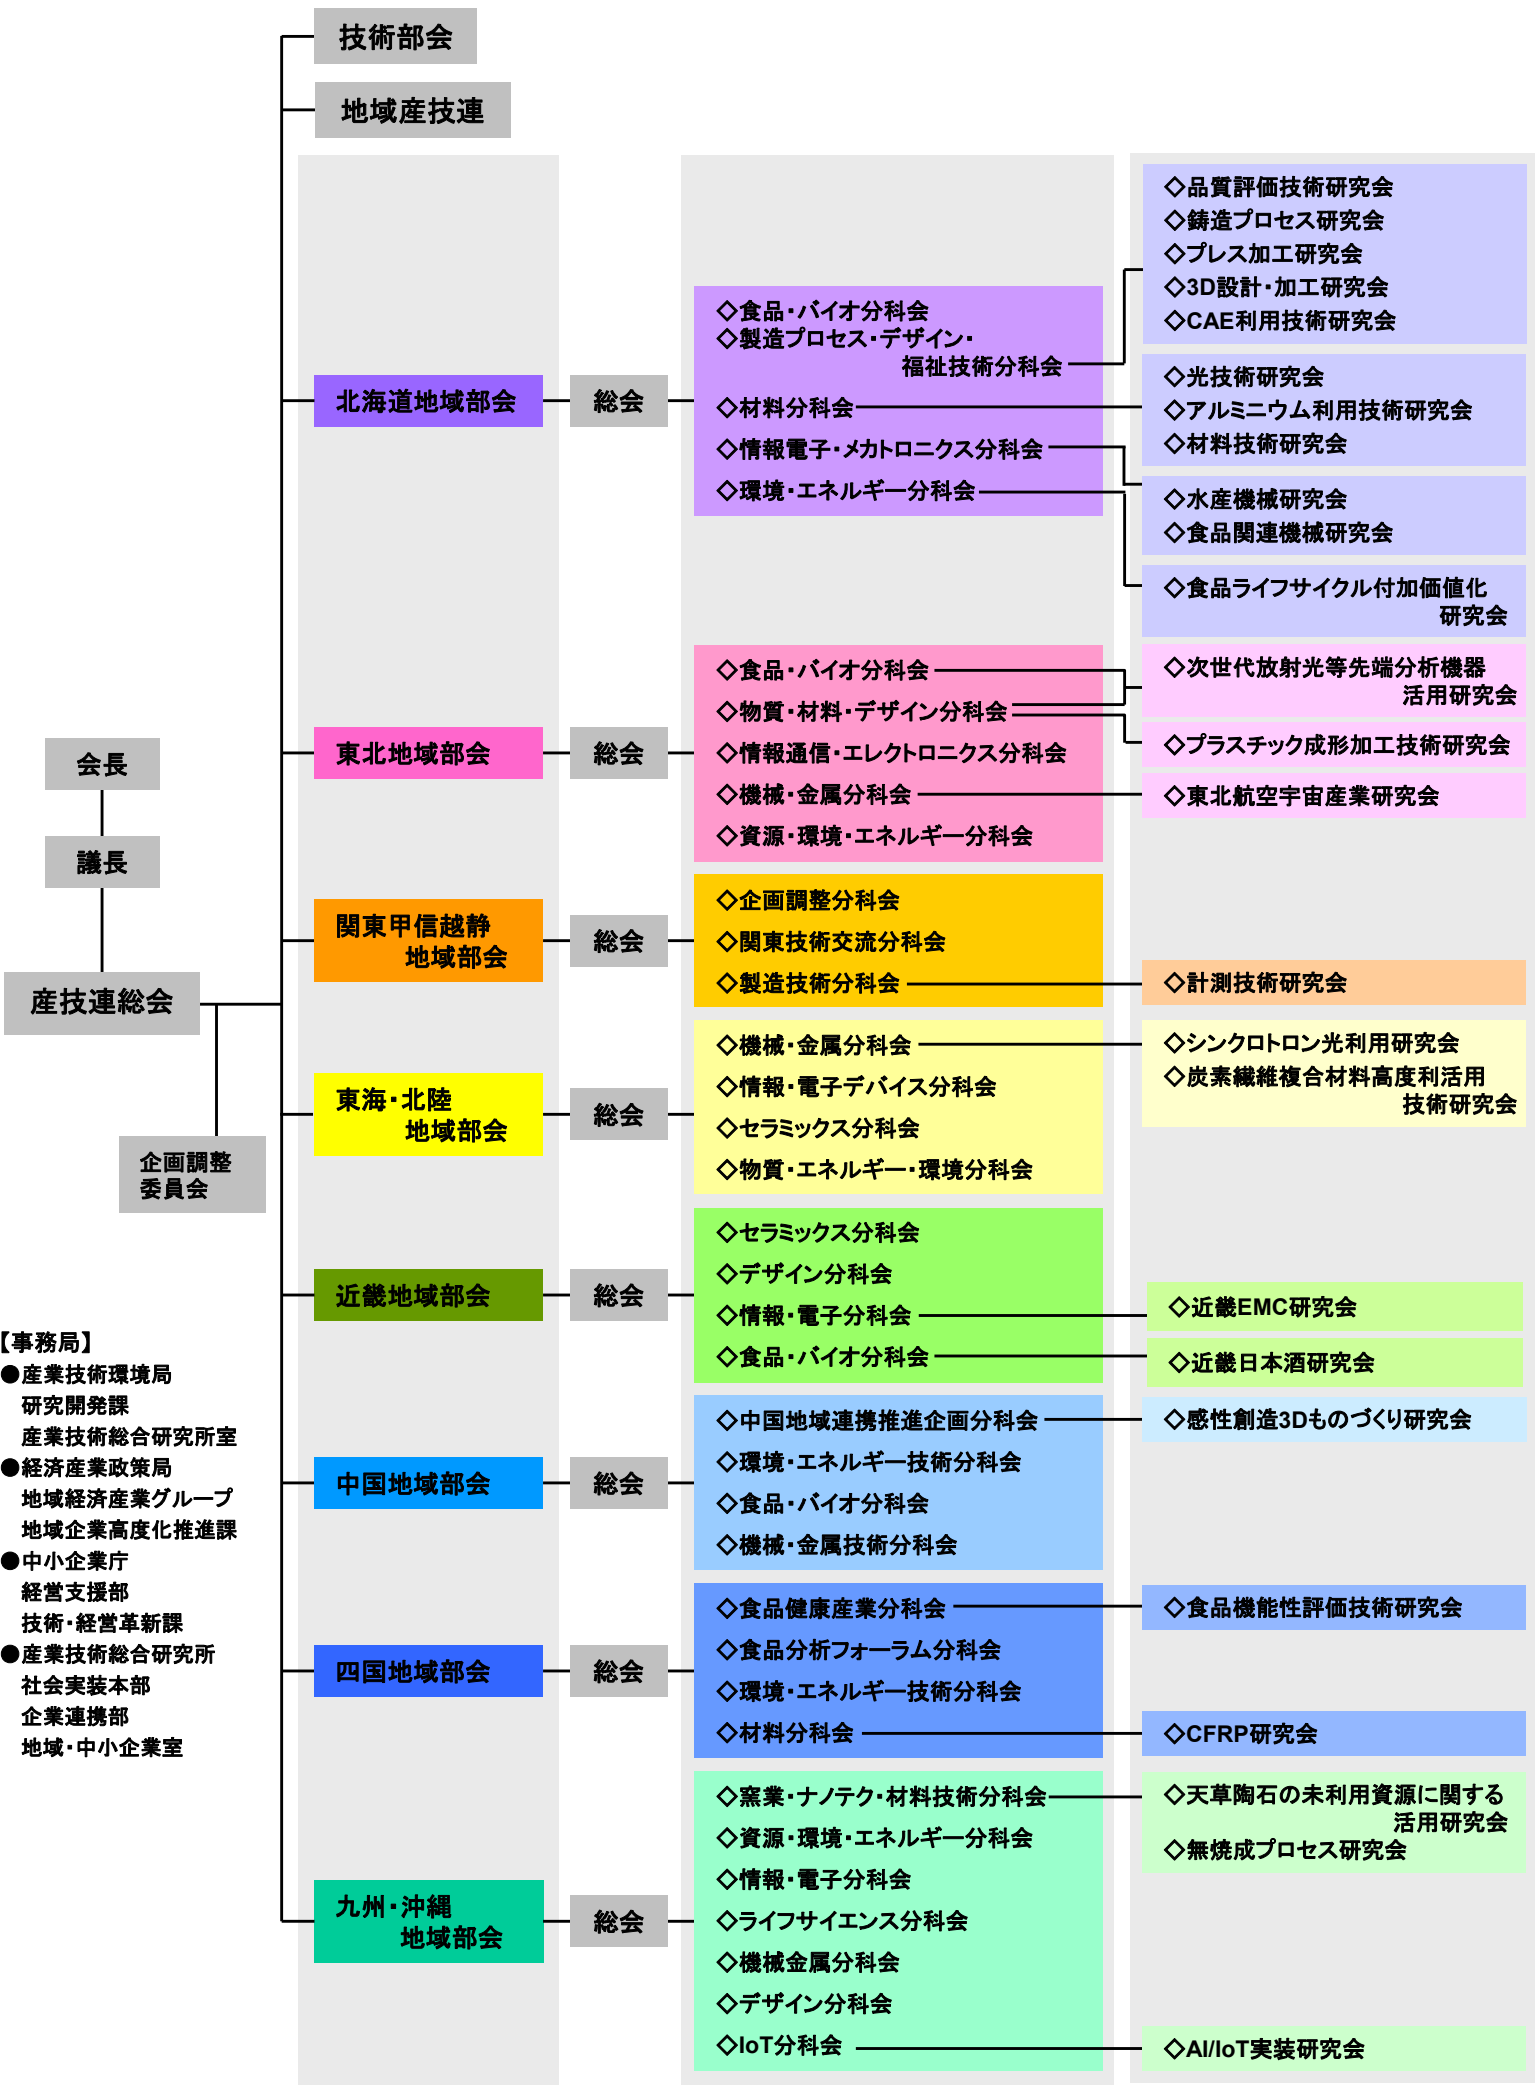 技術部会
地域産技連
会長
議長
産技連総会
企画調整
委員会
【事務局】
●産業技術環境局
研究開発課
産業技術総合研究所室
●経済産業政策局
地域経済産業グループ
地域企業高度化推進課
●中小企業庁
経営支援部
技術・経営革新課
●産業技術総合研究所
社会実装本部
企業連携部
地域・中小企業室
北海道地域部会
総会
◇食品・バイオ分科会
◇製造プロセス・デザイン・
福祉技術分科会
◇材料分科会
◇情報電子・メカトロニクス分科会
◇環境・エネルギー分科会
◇品質評価技術研究会
◇鋳造プロセス研究会
◇プレス加工研究会
◇3D設計・加工研究会
◇CAE利用技術研究会
◇光技術研究会
◇アルミニウム利用技術研究会
◇材料技術研究会
◇水産機械研究会
◇食品関連機械研究会
◇食品ライフサイクル付加価値化
研究会
東北地域部会
総会
◇食品・バイオ分科会
◇物質・材料・デザイン分科会
◇情報通信・エレクトロニクス分科会
◇機械・金属分科会
◇資源・環境・エネルギー分科会
◇次世代放射光等先端分析機器
活用研究会
◇プラスチック成形加工技術研究会
◇東北航空宇宙産業研究会
関東甲信越静
地域部会
総会
◇企画調整分科会
◇関東技術交流分科会
◇製造技術分科会
◇計測技術研究会
東海・北陸
地域部会
総会
◇機械・金属分科会
◇情報・電子デバイス分科会
◇セラミックス分科会
◇物質・エネルギー・環境分科会
◇シンクロトロン光利用研究会
◇炭素繊維複合材料高度利活用
技術研究会
近畿地域部会
総会
◇セラミックス分科会
◇デザイン分科会
◇情報・電子分科会
◇食品・バイオ分科会
◇近畿EMC研究会
◇近畿日本酒研究会
中国地域部会
総会
◇中国地域連携推進企画分科会
◇環境・エネルギー技術分科会
◇食品・バイオ分科会
◇機械・金属技術分科会
◇感性創造3Dものづくり研究会
四国地域部会
総会
◇食品健康産業分科会
◇食品分析フォーラム分科会
◇環境・エネルギー技術分科会
◇材料分科会
◇食品機能性評価技術研究会
◇CFRP研究会
九州・沖縄
地域部会
総会
◇窯業・ナノテク・材料技術分科会
◇資源・環境・エネルギー分科会
◇情報・電子分科会
◇ライフサイエンス分科会
◇機械金属分科会
◇デザイン分科会
◇IoT分科会
◇天草陶石の未利用資源に関する
活用研究会
◇無焼成プロセス研究会
◇AI/IoT実装研究会